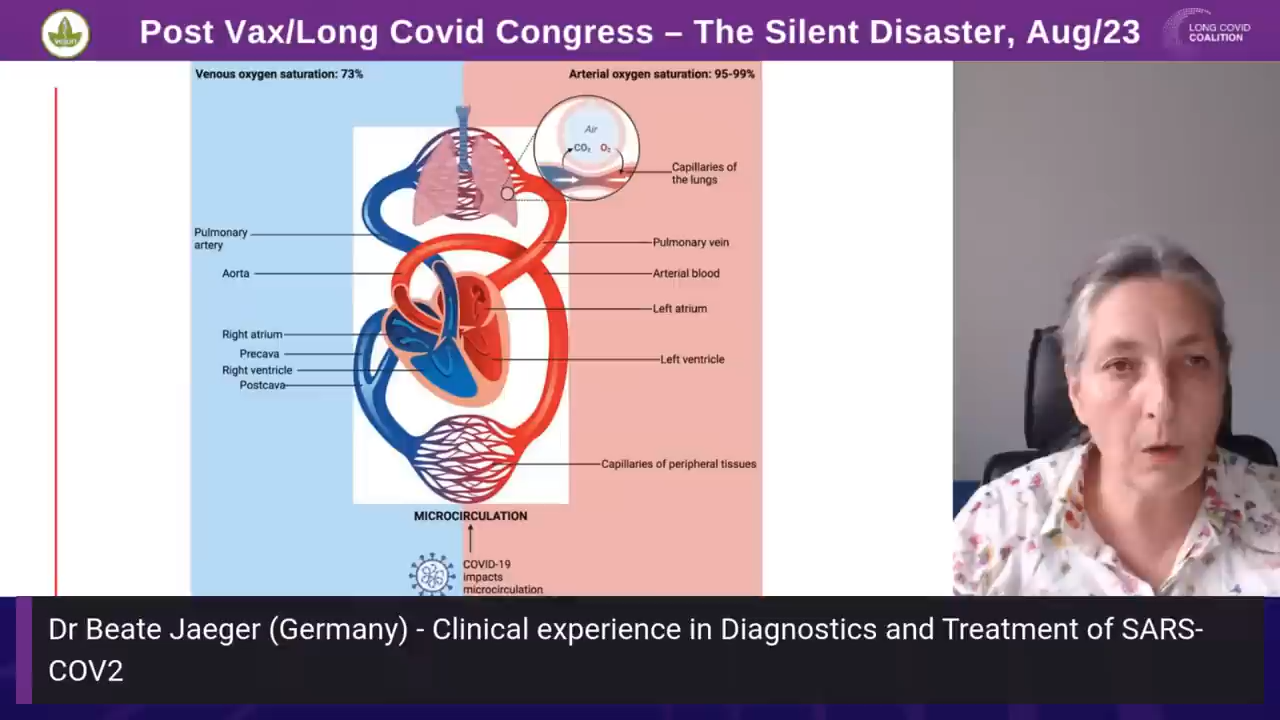 Post Vax/Long Covid Congress – The Silent Disaster, Aug/23
LONG COVID
COALITION
Venous oxygen saturation: 73%
Arterial oxygen saturation: 95-99%
Air
CO₂ O₂
Capillaries of
the lungs
Pulmonary
artery
Pulmonary vein
Aorta
Arterial blood
Left atrium
Right atrium
Precava
Left ventricle
Right ventricle
Postcava
Capillaries of peripheral tissues
MICROCIRCULATION
COVID-19
impacts
microcirculation
Dr Beate Jaeger (Germany) - Clinical experience in Diagnostics and Treatment of SARS-
COV2